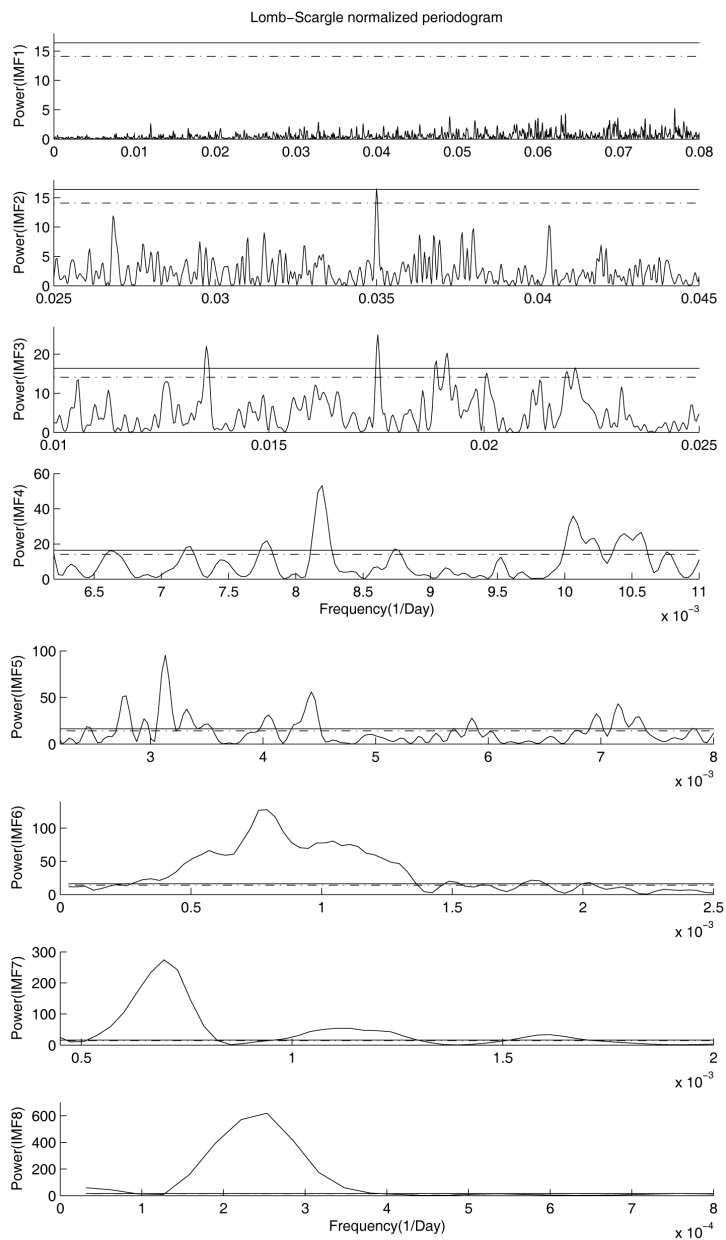 Lomb−Scargle normalized periodogram
Power(IMF1)
15
10
5
0
0 0.01 0.02 0.03 0.04 0.05 0.06 0.07 0.08
Power(IMF2)
15
10
5
0
0.025 0.03 0.035 0.04 0.045
Power(IMF3)
20
10
0
0.01 0.015 0.02 0.025
Power(IMF4)
60
40
20
0
6.5 7 7.5 8 8.5 9 9.5 10 10.5 11
Frequency(1/Day)
x 10−3
Power(IMF5)
100
50
0
3 4 5 6 7 8
x 10−3
Power(IMF6)
100
50
0
0 0.5 1 1.5 2 2.5
x 10−3
Power(IMF7)
300
200
100
0
0.5 1 1.5 2
x 10−3
Power(IMF8)
600
400
200
0
0 1 2 3 4 5 6 7 8
Frequency(1/Day)
x 10−4